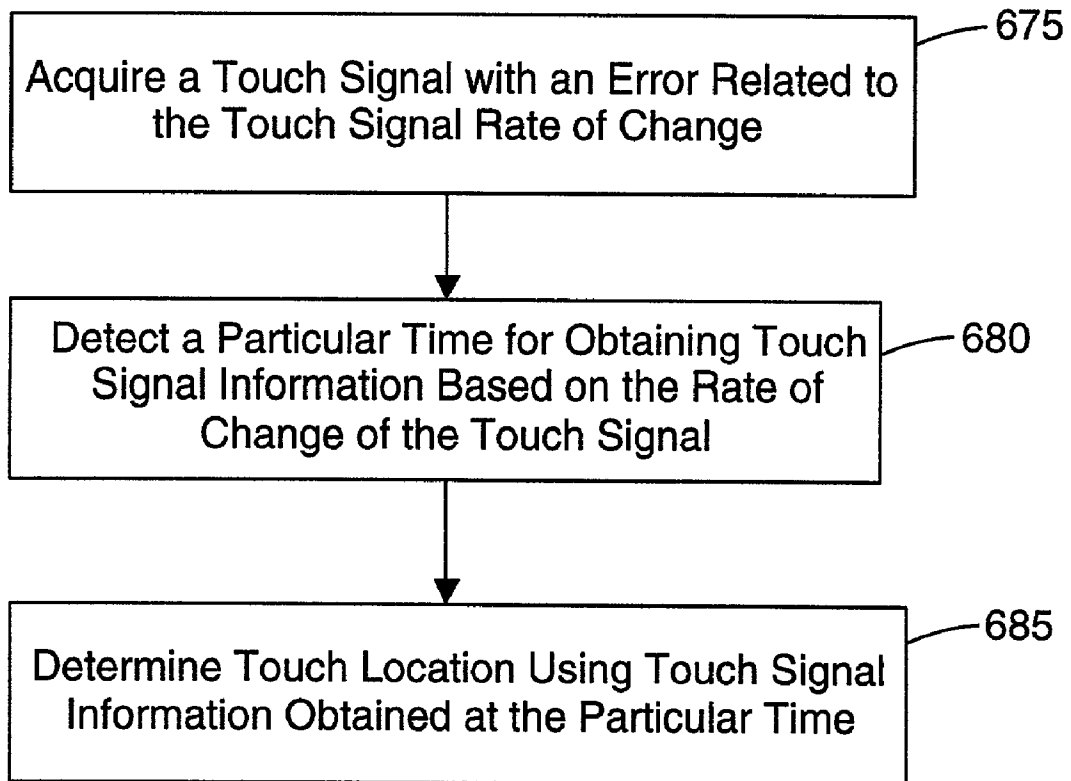 675
Acquire a Touch Signal with an Error Related to
the Touch Signal Rate of Change
680
Detect a Particular Time for Obtaining Touch
Signal Information Based on the Rate of
Change of the Touch Signal
685
Determine Touch Location Using Touch Signal
Information Obtained at the Particular Time